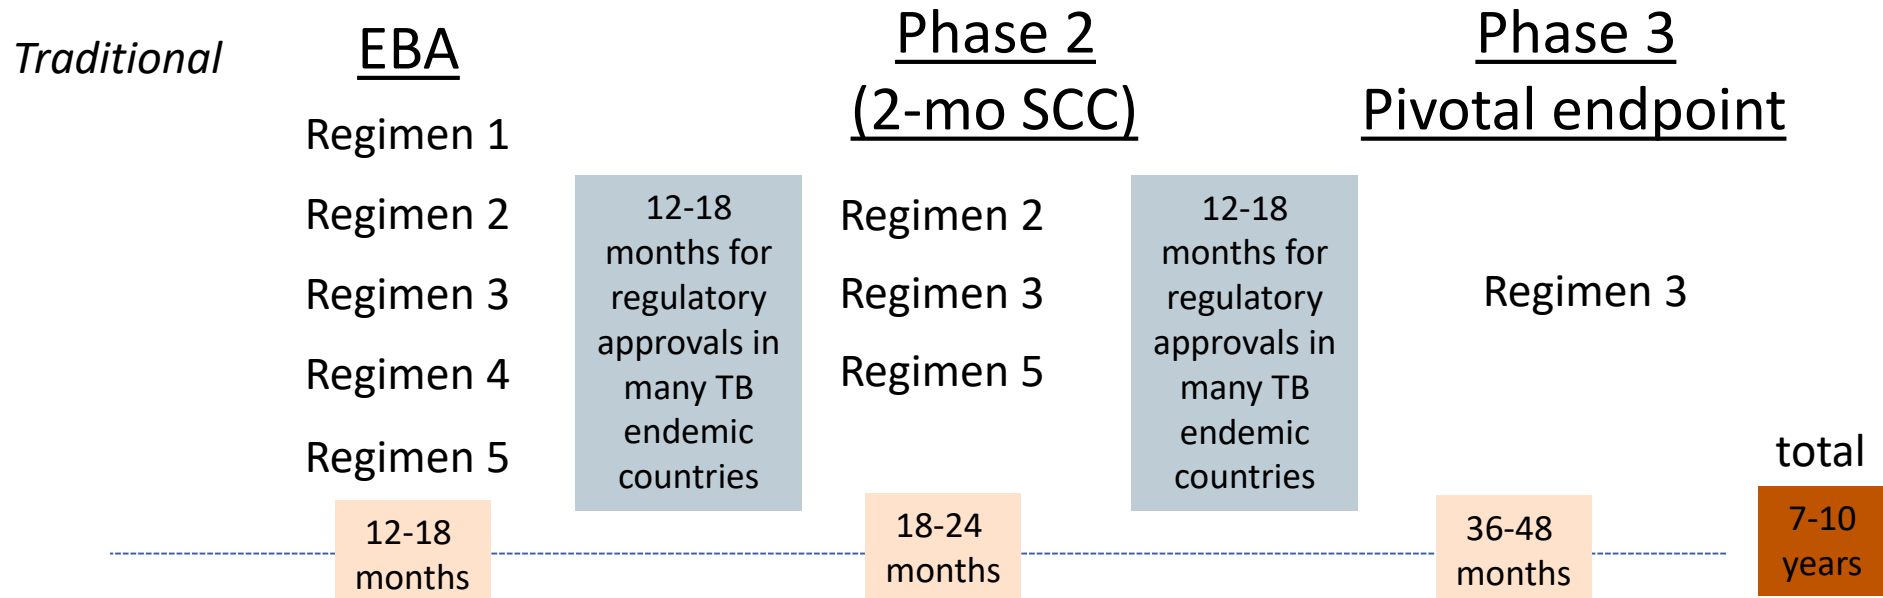 Traditional
EBA
Regimen 1
Regimen 2
Regimen 3
Regimen 4
Regimen 5
12-18
months
12-18
months for
regulatory
approvals in
many TB
endemic
countries
Phase 2
(2-mo SCC)
Regimen 2
Regimen 3
Regimen 5
18-24
months
12-18
months for
regulatory
approvals in
many TB
endemic
countries
Phase 3
Pivotal endpoint
Regimen 3
36-48
months
total
7-10
years